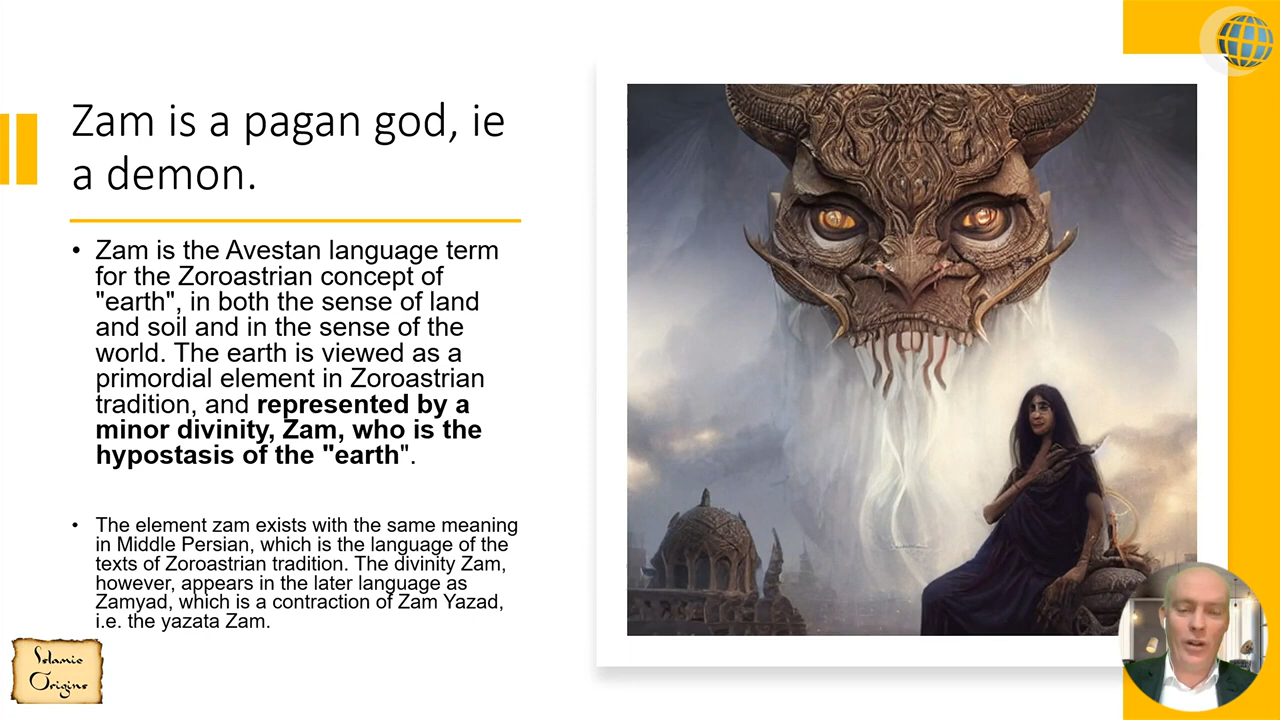 Zam is a pagan god, ie
a demon.
• Zam is the Avestan language term
for the Zoroastrian concept of
"earth", in both the sense of land
and soil and in the sense of the
world. The earth is viewed as a
primordial element in Zoroastrian
tradition, and represented by a
minor divinity, Zam, who is the
hypostasis of the "earth".
• The element zam exists with the same meaning
in Middle Persian, which is the language of the
texts of Zoroastrian tradition. The divinity Zam,
however, appears in the later language as
Zamyad, which is a contraction of Zam Yazad,
i.e. the yazata Zam.
Islamic
Origins